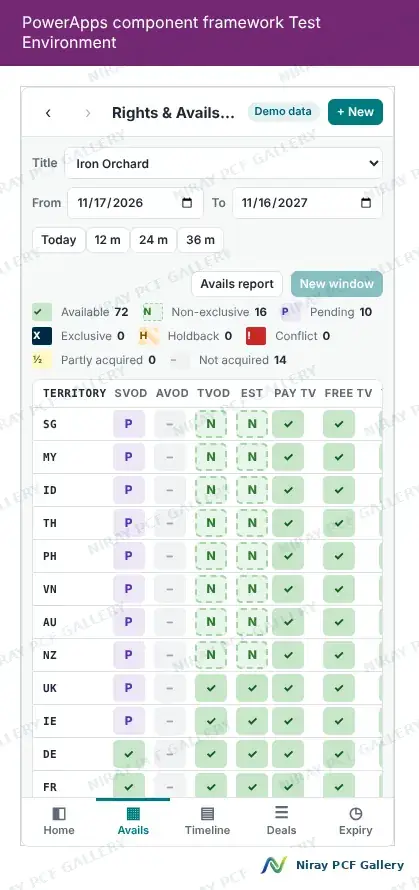 PowerApps component framework Test
Environment
‹ › Rights & Avails... Demo data + New
Title Iron Orchard
From 11/17/2026 To 11/16/2027
Today 12 m 24 m 36 m
Avails report New window
✓ Available 72 N Non-exclusive 16 P Pending 10
X Exclusive 0 H Holdback 0 ! Conflict 0
½ Partly acquired 0 – Not acquired 14
TERRITORY SVOD AVOD TVOD EST PAY TV FREE TV
SG P – N N ✓ ✓
MY P – N N ✓ ✓
ID P – N N ✓ ✓
TH P – N N ✓ ✓
PH P – N N ✓ ✓
VN P – N N ✓ ✓
AU P – N N ✓ ✓
NZ P – N N ✓ ✓
UK P – ✓ ✓ ✓ ✓
IE P – ✓ ✓ ✓ ✓
DE ✓ – ✓ ✓ ✓ ✓
FR ✓ – ✓ ✓ ✓ ✓
Home Avails Timeline Deals Expiry
Niray PCF Gallery
NIRAY PCF GALLERY